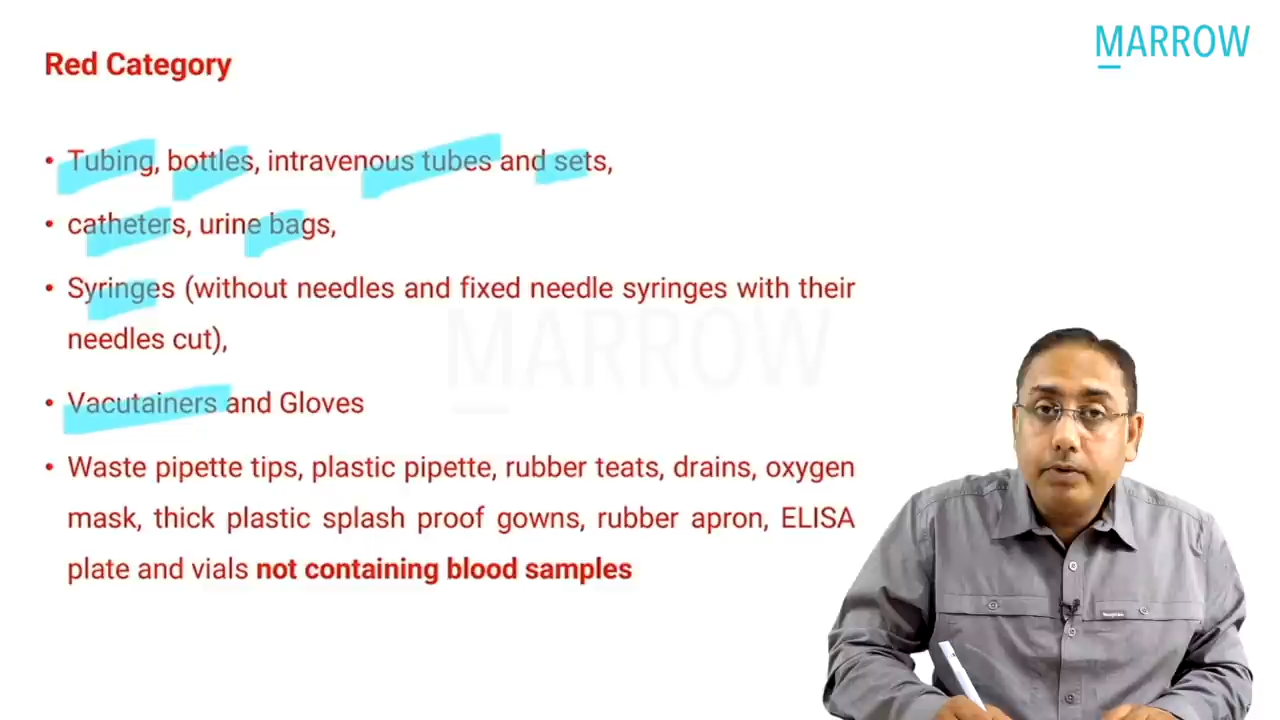 MARROW
Red Category
• Tubing, bottles, intravenous tubes and sets,
• catheters, urine bags,
• Syringes (without needles and fixed needle syringes with their
needles cut),
MARROW
• Vacutainers and Gloves
• Waste pipette tips, plastic pipette, rubber teats, drains, oxygen
mask, thick plastic splash proof gowns, rubber apron, ELISA
plate and vials not containing blood samples